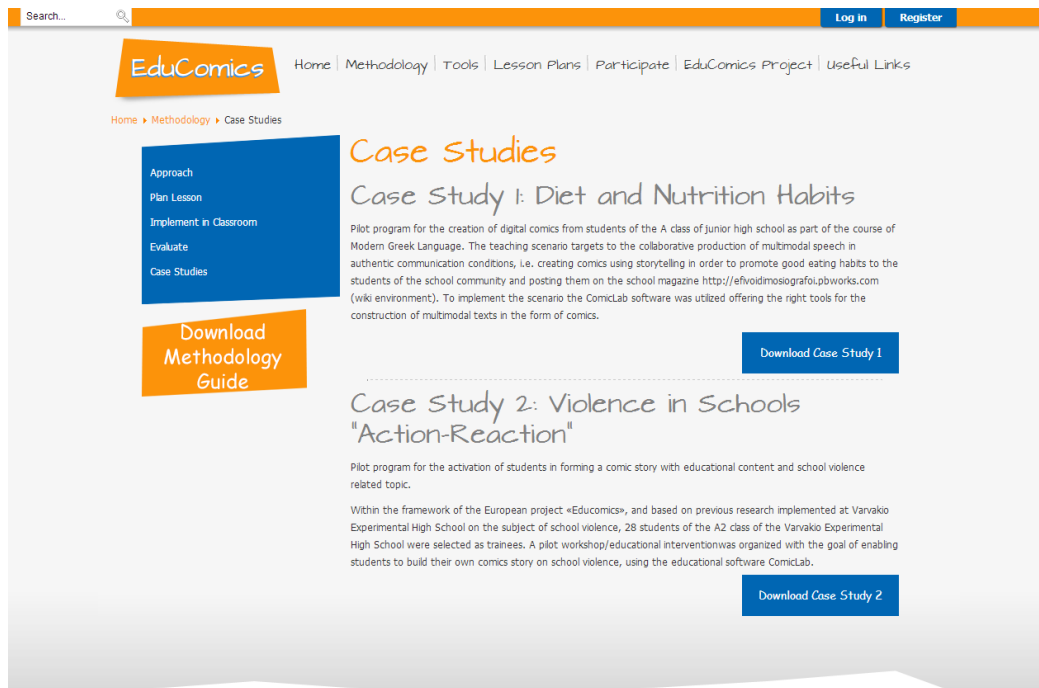 Search...
Log in
Register
EduComics
Home
Methodology
Tools
Lesson Plans
Participate
EduComics Project
Useful Links
Home
Methodology
Case Studies
Approach
Plan Lesson
Implement in Classroom
Evaluate
Case Studies
Download
Methodology
Guide
Case Studies
Case Study 1: Diet and Nutrition Habits
Pilot program for the creation of digital comics from students of the A class of junior high school as part of the course of
Modern Greek Language. The teaching scenario targets to the collaborative production of multimodal speech in
authentic communication conditions, i.e. creating comics using storytelling in order to promote good eating habits to the
students of the school community and posting them on the school magazine http://efivoidimosiografoi.pbworks.com
(wiki environment). To implement the scenario the ComicLab software was utilized offering the right tools for the
construction of multimodal texts in the form of comics.
Download Case Study 1
Case Study 2: Violence in Schools
"Action-Reaction"
Pilot program for the activation of students in forming a comic story with educational content and school violence
related topic.
Within the framework of the European project «Educomics», and based on previous research implemented at Varvakio
Experimental High School on the subject of school violence, 28 students of the A2 class of the Varvakio Experimental
High School were selected as trainees. A pilot workshop/educational interventionwas organized with the goal of enabling
students to build their own comics story on school violence, using the educational software ComicLab.
Download Case Study 2